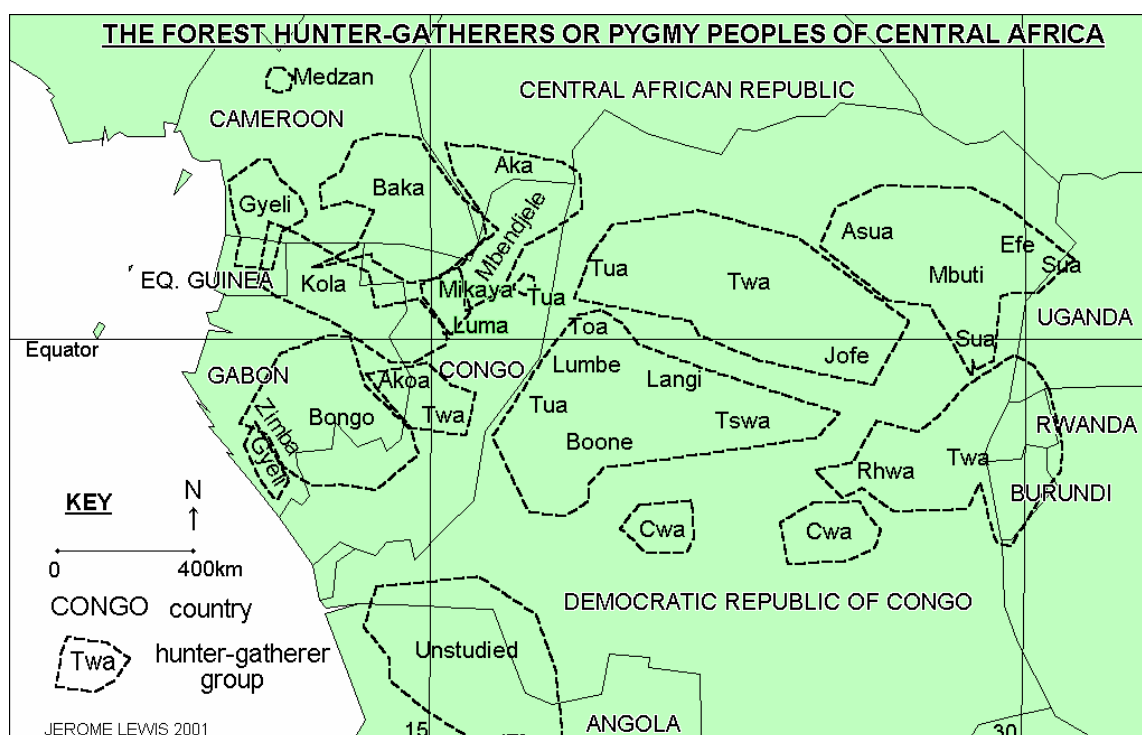 THE FOREST HUNTER-GATHERERS OR PYGMY PEOPLES OF CENTRAL AFRICA
Medzan
CENTRAL AFRICAN REPUBLIC
CAMEROON
Aka
Baka
Gyeli
Mbendjele
Asua
Efe
Sua
EQ. GUINEA
Kola
Mikaya
Tua
Tua
Twa
Mbuti
Luma
Toa
Sua
UGANDA
Equator
GABON
Akoa
CONGO
Lumbe
Langi
Jofe
Zimba
Bongo
Twa
Tua
Tswa
RWANDA
Gyeli
Boone
Rhwa
Twa
BURUNDI
KEY
N
Cwa
Cwa
0 400km
CONGO country
DEMOCRATIC REPUBLIC OF CONGO
Twa hunter-gatherer
group
Unstudied
JEROME LEWIS 2001
15
ANGOLA
30